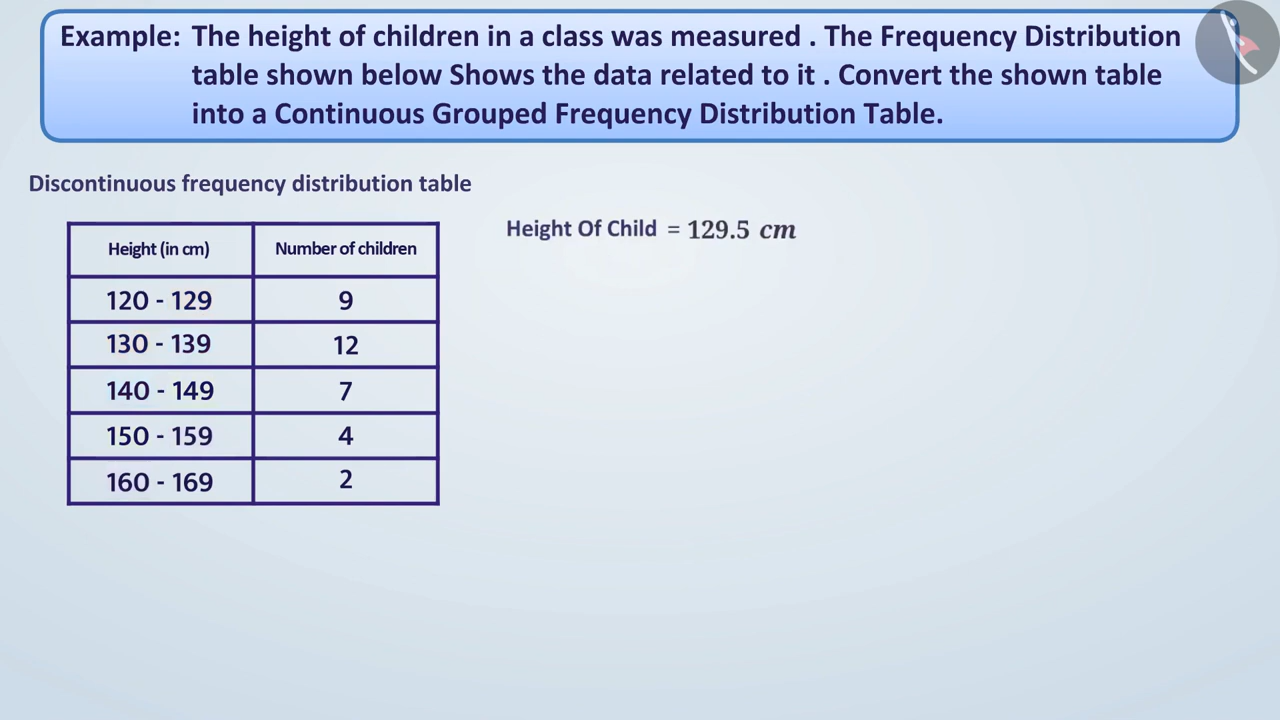 Example: The height of children in a class was measured . The Frequency Distribution
table shown below Shows the data related to it . Convert the shown table
into a Continuous Grouped Frequency Distribution Table.
Discontinuous frequency distribution table
Height Of Child = 129.5 cm
Height (in cm) Number of children
120 - 129 9
130 - 139 12
140 - 149 7
150 - 159 4
160 - 169 2